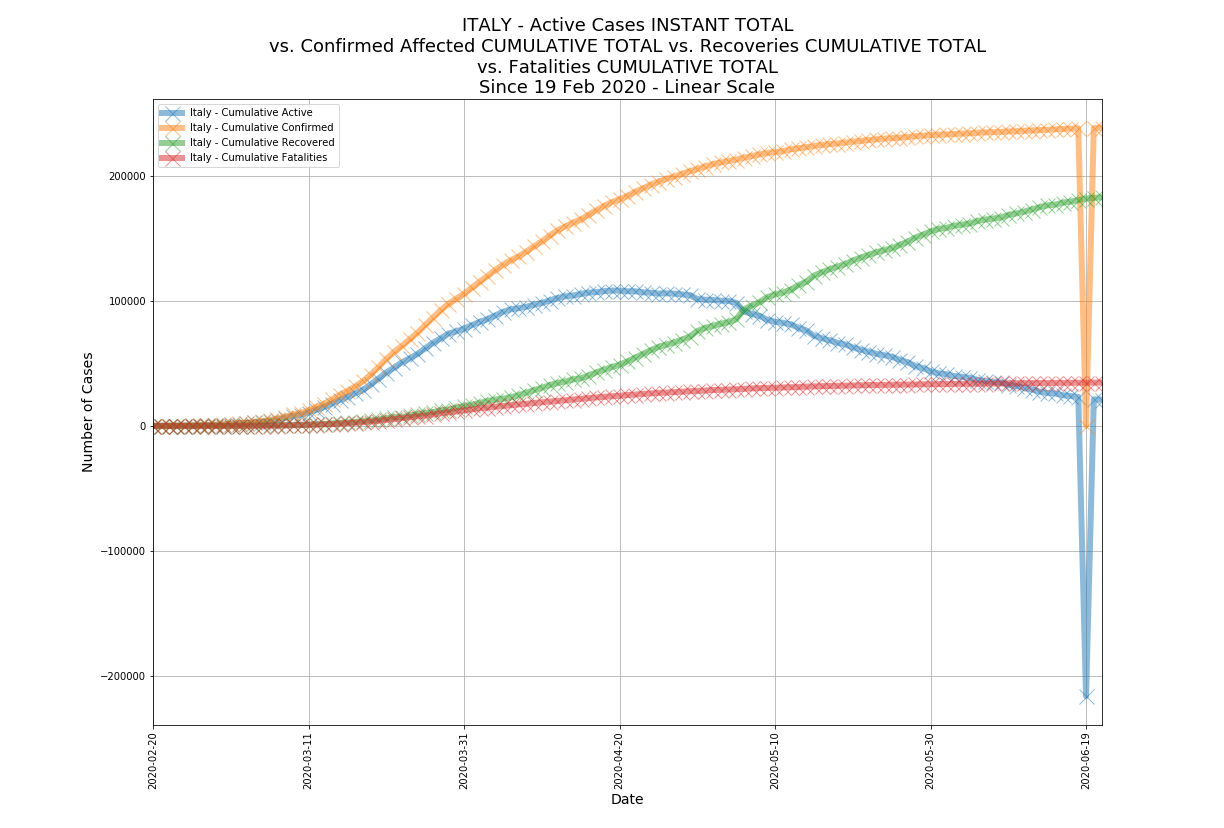 ITALY - Active Cases INSTANT TOTAL
vs. Confirmed Affected CUMULATIVE TOTAL vs. Recoveries CUMULATIVE TOTAL
vs. Fatalities CUMULATIVE TOTAL
Since 19 Feb 2020 - Linear Scale
Italy - Cumulative Active
Italy - Cumulative Confirmed
Italy - Cumulative Recovered
Italy - Cumulative Fatalities
Number of Cases
200000
100000
0
−100000
−200000
2020-02-20
2020-03-11
2020-03-31
2020-04-20
2020-05-10
2020-05-30
2020-06-19
Date